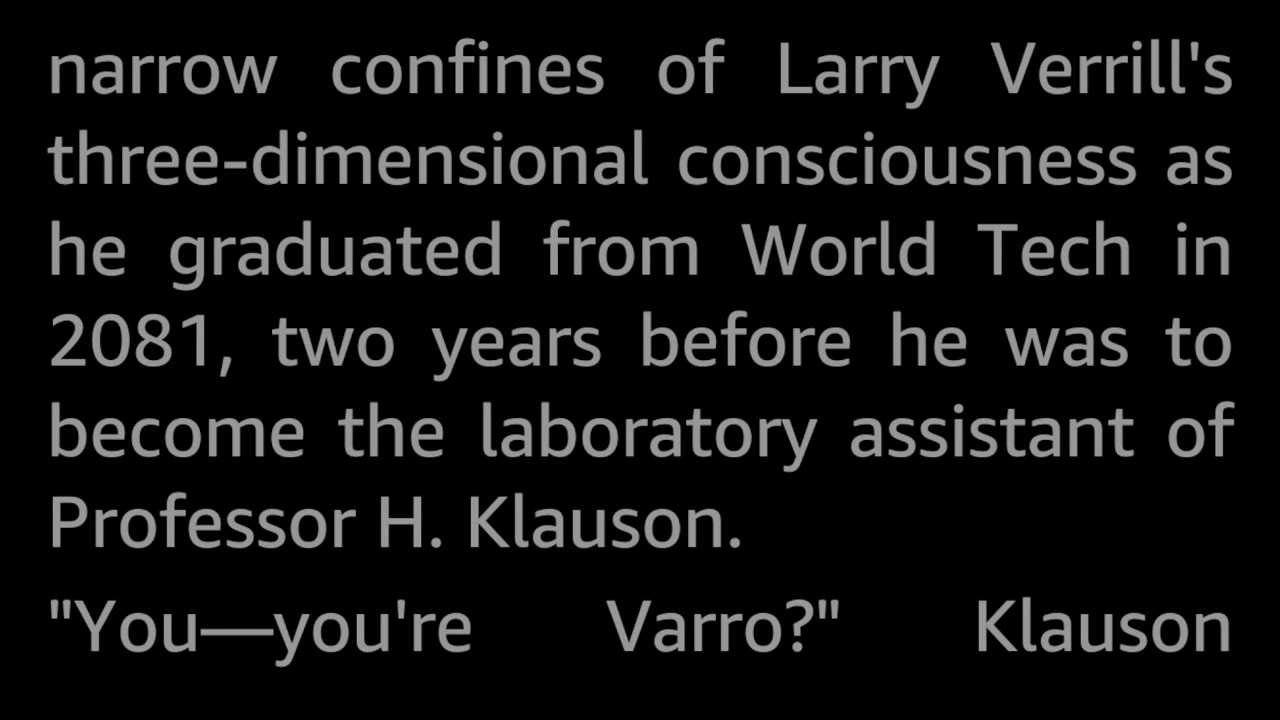 narrow confines of Larry Verrill's
three-dimensional consciousness as
he graduated from World Tech in
2081, two years before he was to
become the laboratory assistant of
Professor H. Klauson.
"You—you're Varro?" Klauson